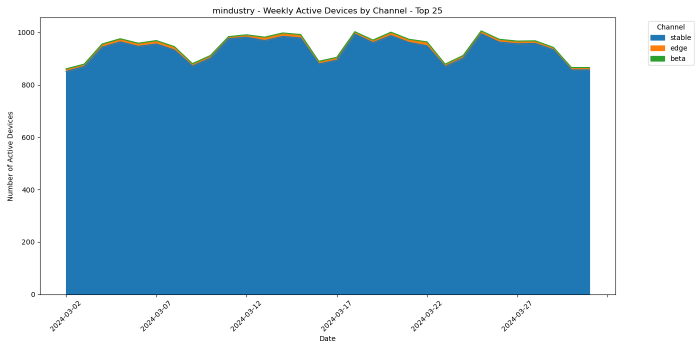 mindustry - Weekly Active Devices by Channel - Top 25
Channel
stable
edge
beta
Number of Active Devices
1000
800
600
400
200
0
2024-03-02
2024-03-07
2024-03-12
2024-03-17
2024-03-22
2024-03-27
Date